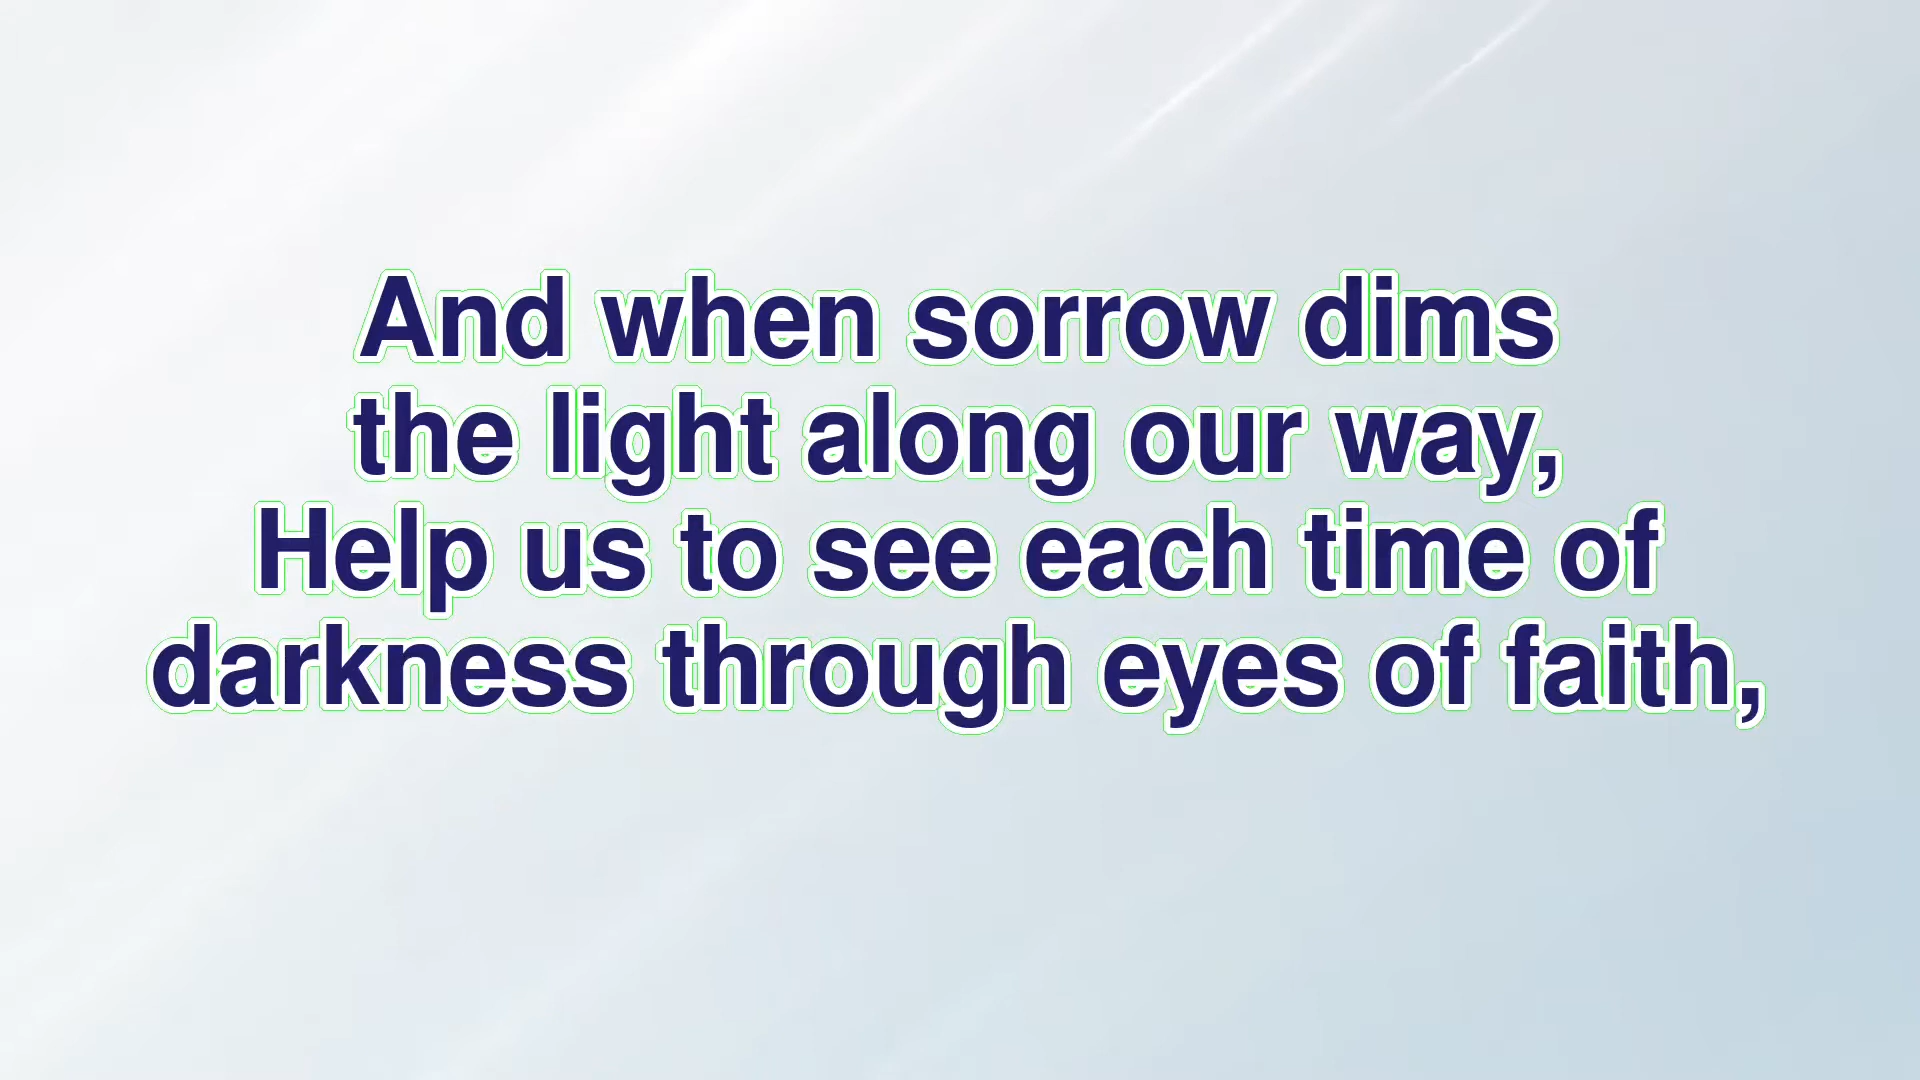 And when sorrow dims
the light along our way,
Help us to see each time of
darkness through eyes of faith,